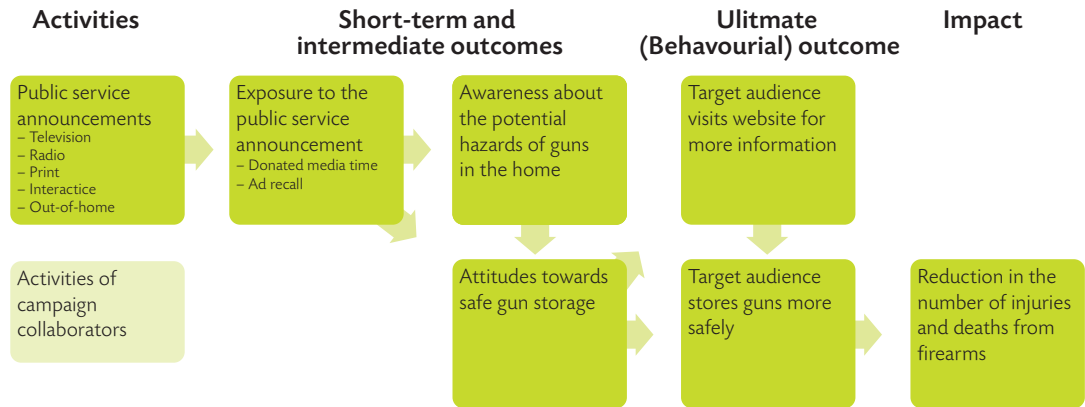 Activities
Short-term and
intermediate outcomes
Ulitmate
(Behavourial) outcome
Impact
Public service
announcements
– Television
– Radio
– Print
– Interactice
– Out-of-home
Exposure to the
public service
announcement
– Donated media time
– Ad recall
Awareness about
the potential
hazards of guns
in the home
Target audience
visits website for
more information
Activities of
campaign
collaborators
Attitudes towards
safe gun storage
Target audience
stores guns more
safely
Reduction in the
number of injuries
and deaths from
firearms